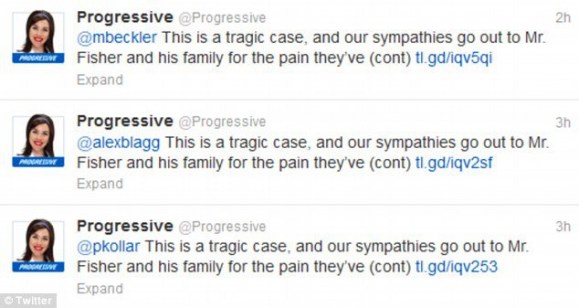 Progressive @Progressive 2h
@mbeckler This is a tragic case, and our sympathies go out to Mr.
Fisher and his family for the pain they've (cont) tl.gd/iqv5qi
PROGRESSIVE
Expand
Progressive @Progressive 3h
@alexblagg This is a tragic case, and our sympathies go out to Mr.
Fisher and his family for the pain they've (cont) tl.gd/iqv2sf
PROGRESSIVE
Expand
Progressive @Progressive 3h
@pkollar This is a tragic case, and our sympathies go out to Mr.
Fisher and his family for the pain they've (cont) tl.gd/iqv253
PROGRESSIVE
Expand
© Twitter